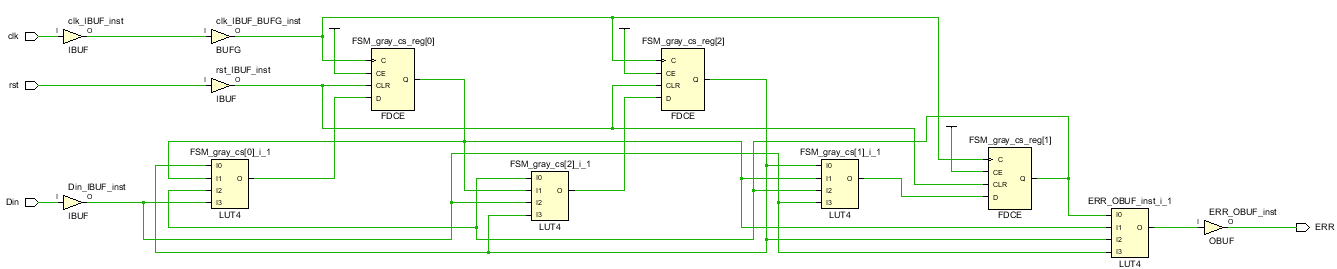 clk
I
clk_IBUF_inst
O
IBUF
I
clk_IBUF_BUFG_inst
O
BUFG
FSM_gray_cs_reg[0]
C
CE
CLR
D
Q
FDCE
FSM_gray_cs_reg[2]
C
CE
CLR
D
Q
FDCE
rst
I
rst_IBUF_inst
O
IBUF
FSM_gray_cs_reg[1]
C
CE
CLR
D
Q
FDCE
FSM_gray_cs[0]_i_1
I0
I1
I2
I3
O
LUT4
FSM_gray_cs[2]_i_1
I0
I1
I2
I3
O
LUT4
FSM_gray_cs[1]_i_1
I0
I1
I2
I3
O
LUT4
Din
I
Din_IBUF_inst
O
IBUF
ERR_OBUF_inst_i_1
I0
I1
I2
I3
O
LUT4
ERR_OBUF_inst
I
O
OBUF
ERR